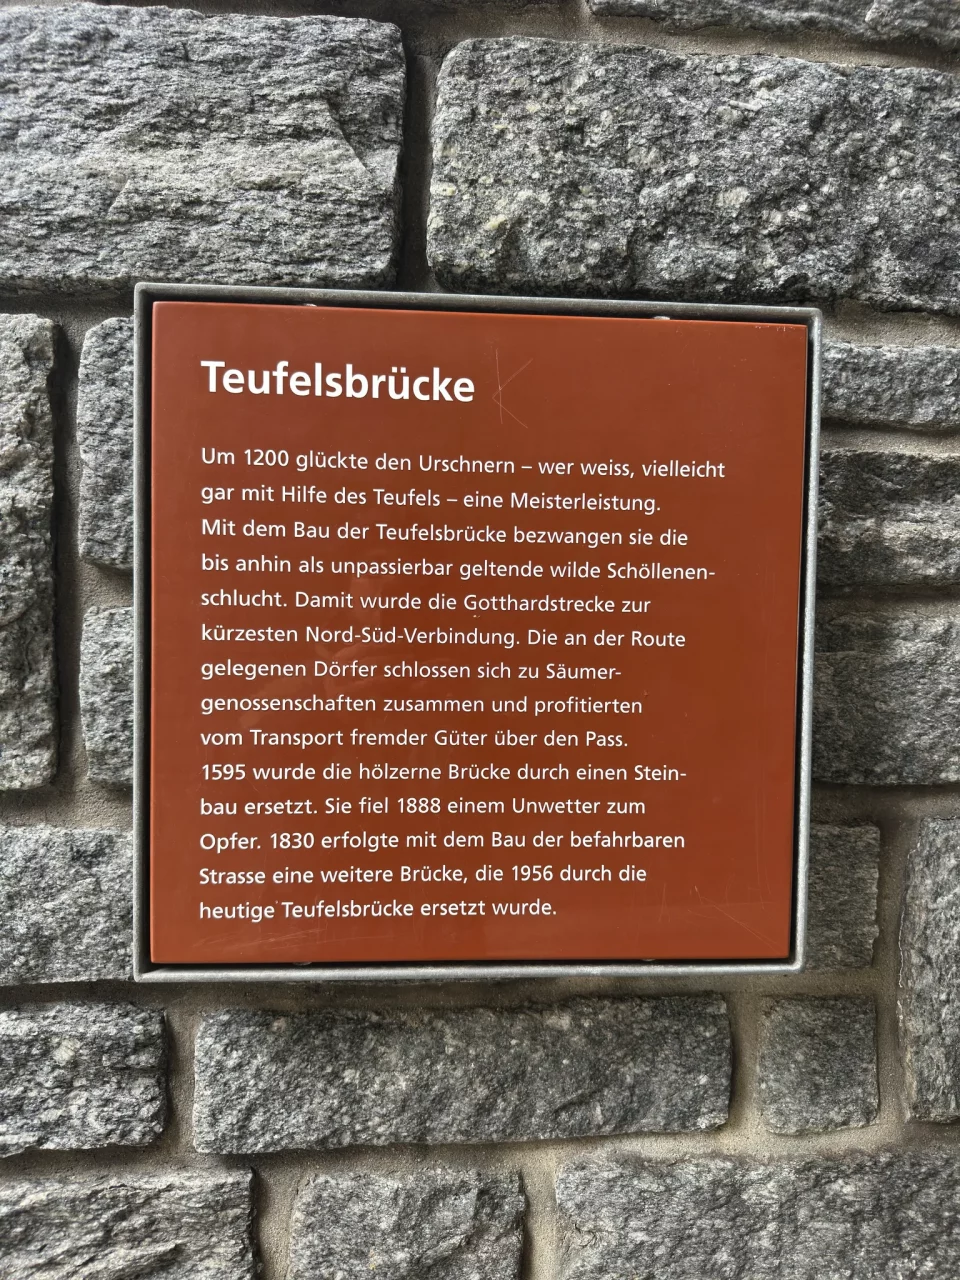 Teufelsbrücke
Um 1200 glückte den Urschnern – wer weiss, vielleicht
gar mit Hilfe des Teufels – eine Meisterleistung.
Mit dem Bau der Teufelsbrücke bezwangen sie die
bis anhin als unpassierbar geltende wilde Schöllenen-
schlucht. Damit wurde die Gotthardstrecke zur
kürzesten Nord-Süd-Verbindung. Die an der Route
gelegenen Dörfer schlossen sich zu Säumer-
genossenschaften zusammen und profitierten
vom Transport fremder Güter über den Pass.
1595 wurde die hölzerne Brücke durch einen Stein-
bau ersetzt. Sie fiel 1888 einem Unwetter zum
Opfer. 1830 erfolgte mit dem Bau der befahrbaren
Strasse eine weitere Brücke, die 1956 durch die
heutige Teufelsbrücke ersetzt wurde.